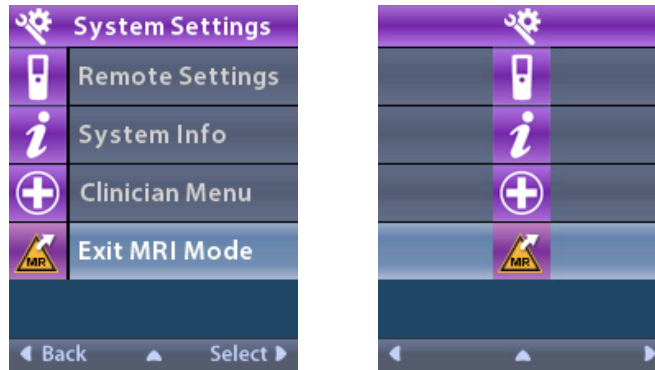 System Settings
Remote Settings
i System Info
Clinician Menu
MR Exit MRI Mode
Back Select
i
MR